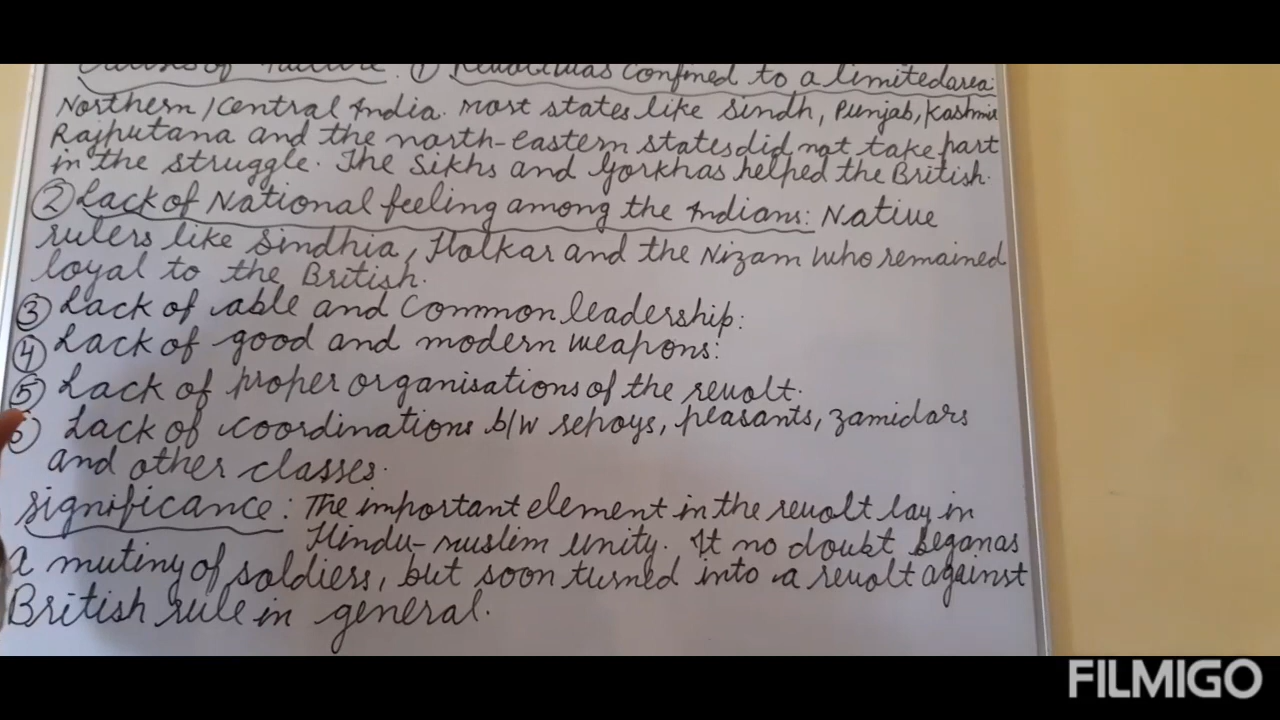 Causes of Failure: ① Revolt was confined to a limited area:
Northern/Central India. Most states like Sindh, Punjab, Kashmir
Rajputana and the north-eastern states did not take part
in the struggle. The Sikhs and Gorkhas helped the British.
② Lack of National feeling among the Indians: Native
rulers like Sindhia, Holkar and the Nizam who remained
loyal to the British.
③ Lack of able and common leadership:
④ Lack of good and modern weapons:
⑤ Lack of proper organisations of the revolt.
⑥ Lack of coordinations b/w sepoys, peasants, zamidars
and other classes.
Significance: The important element in the revolt lay in
Hindu-muslim unity. It no doubt began as
a mutiny of soldiers, but soon turned into a revolt against
British rule in general.
FILMIGO